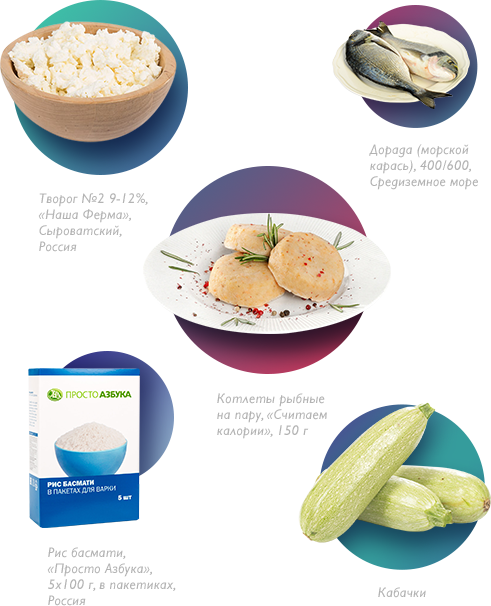 Дорада (морской
карась), 400/600,
Средиземное море
Творог №2 9-12%,
«Наша Ферма»,
Сыроватский,
Россия
Котлеты рыбные
на пару, «Считаем
калории», 150 г
ПРОСТО АЗБУКА
РИС БАСМАТИ
В ПАКЕТАХ ДЛЯ ВАРКИ
5 шт
Рис басмати,
«Просто Азбука»,
5х100 г, в пакетиках,
Россия
Кабачки